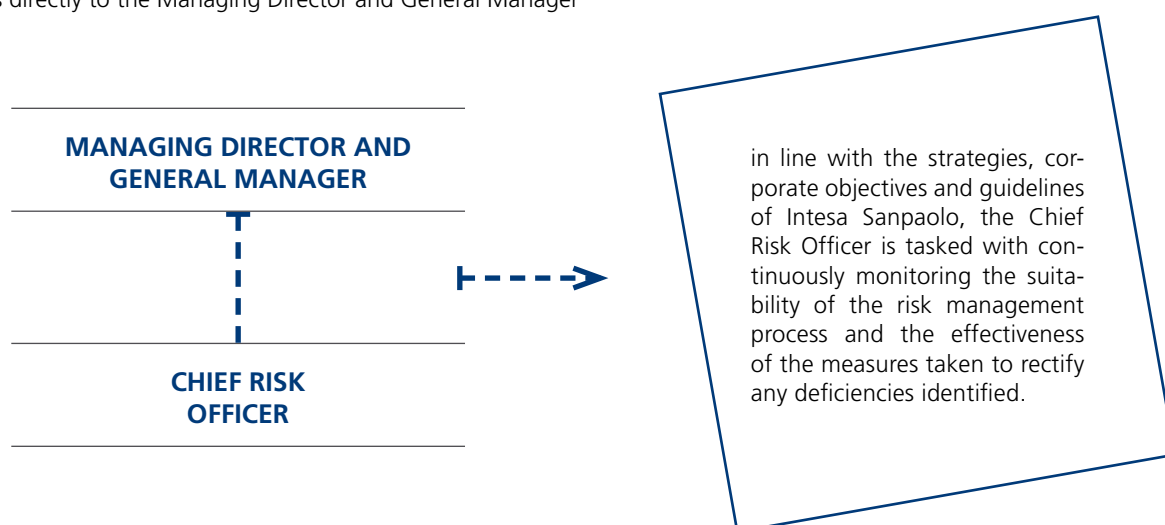 directly to the Managing Director and General Manager
MANAGING DIRECTOR AND
GENERAL MANAGER
CHIEF RISK
OFFICER
in line with the strategies, cor-
porate objectives and guidelines
of Intesa Sanpaolo, the Chief
Risk Officer is tasked with con-
tinuously monitoring the suita-
bility of the risk management
process and the effectiveness
of the measures taken to rectify
any deficiencies identified.